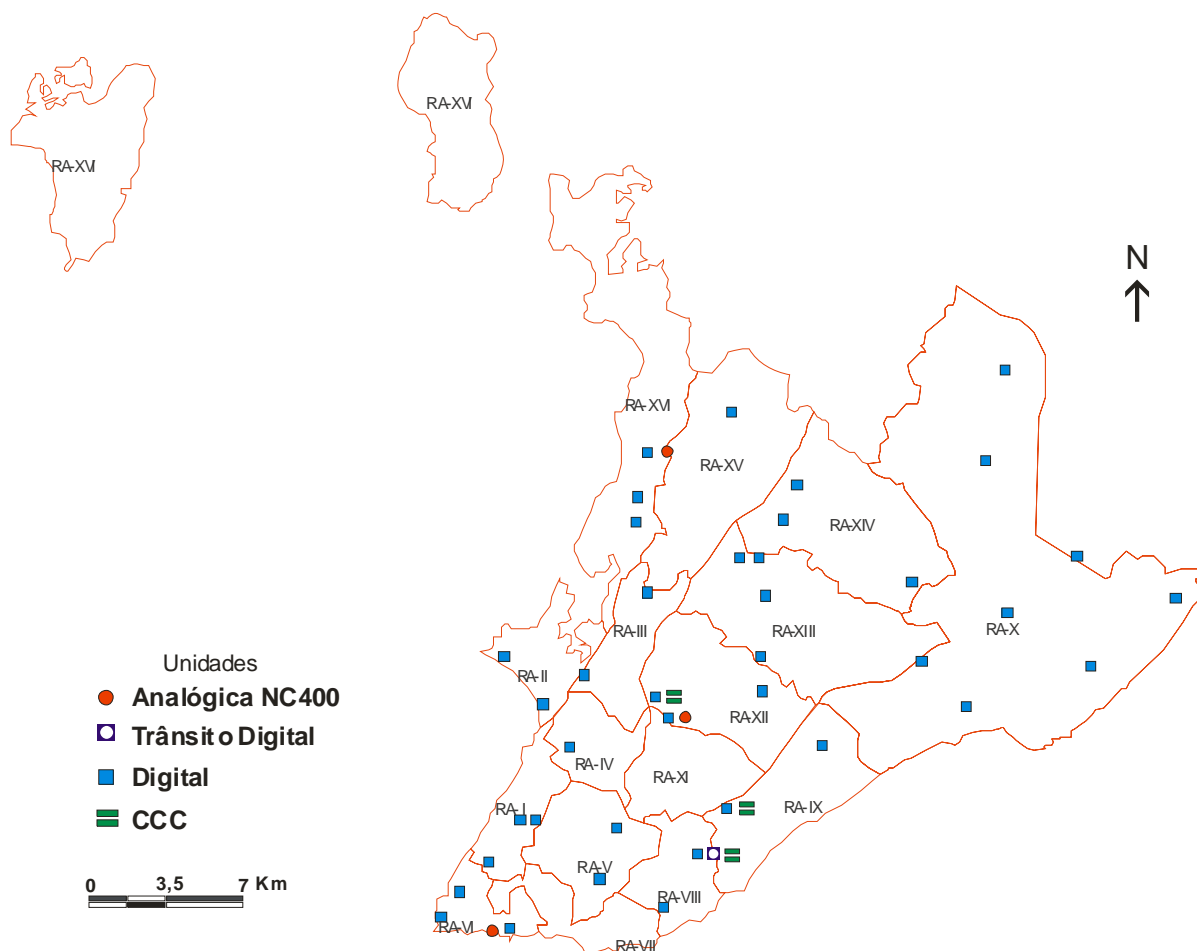 RA-XVI
RA-XVI
N
RA-XVI
RA-XV
RA-XIV
RA-III
RA-XIII
RA-X
RA-II
RA-XII
RA-IV
RA-XI
RA-I
RA-IX
RA-V
RA-VIII
RA-VI
RA-VII
Unidades
Analógica NC400
Trânsito Digital
Digital
CCC
0 3,5 7 Km